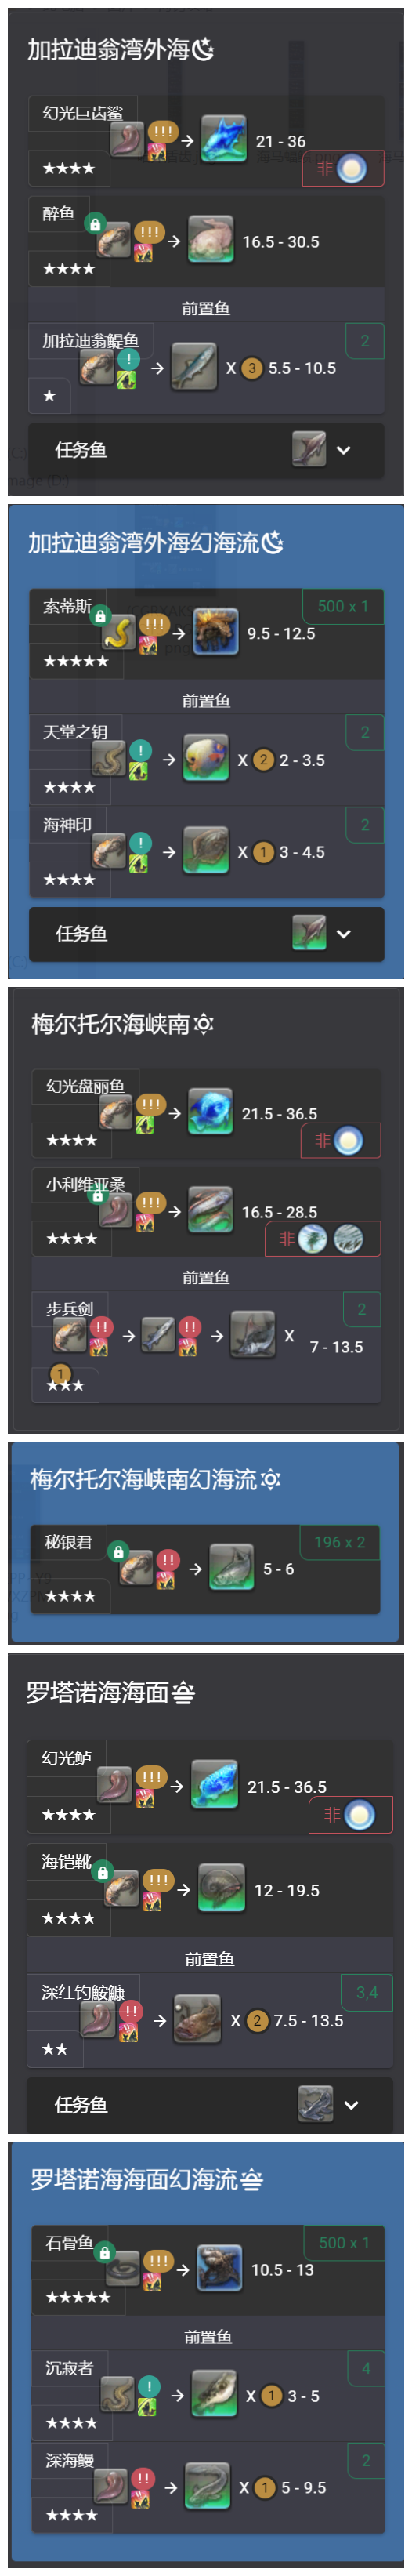 加拉迪翁湾外海
幻光巨齿鲨
!!!
21 - 36
★★★★
非
醉鱼
!!!
16.5 - 30.5
★★★★
前置鱼
加拉迪翁鳀鱼
2
!
X 3 5.5 - 10.5
★
任务鱼
加拉迪翁湾外海幻海流
索蒂斯
500 x 1
!!!
9.5 - 12.5
★★★★★
前置鱼
天堂之钥
2
!
X 2 2 - 3.5
★★★★
海神印
2
!
X 1 3 - 4.5
★★★★
任务鱼
梅尔托尔海峡南
幻光盘丽鱼
!!!
21.5 - 36.5
★★★★
非
小利维亚桑
!!!
16.5 - 28.5
★★★★
非
前置鱼
步兵剑
2
!!
!!
X
7 - 13.5
1
★★★
梅尔托尔海峡南幻海流
秘银君
196 x 2
!!
5 - 6
★★★★
罗塔诺海海面
幻光鲈
!!!
21.5 - 36.5
★★★★
非
海铠靴
!!!
12 - 19.5
★★★★
前置鱼
深红钓鮟鱇
3,4
!!
X 2 7.5 - 13.5
★★
任务鱼
罗塔诺海海面幻海流
石骨鱼
500 x 1
!!!
10.5 - 13
★★★★★
前置鱼
沉寂者
4
!
X 1 3 - 5
★★★★
深海鳗
2
!!
X 1 5 - 9.5
★★★★